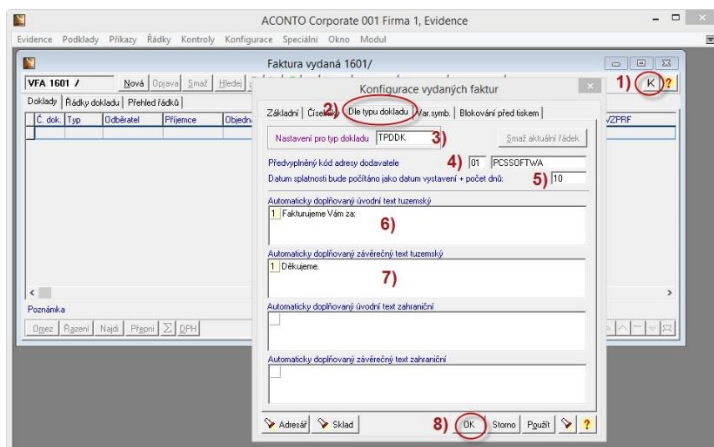 ACONTO Corporate 001 Firma 1, Evidence
Evidence Podklady Příkazy Řádky Kontroly Konfigurace Speciální Okno Modul
Faktura vydaná 1601/
VFA 1601 / Nová Oprava Smaž Hledej
1) K ?
Doklady Řádky dokladu Přehled řádků
Č. dok. Typ Odběratel Příjemce Objedn
VZPRF
Konfigurace vydaných faktur
2)
Základní Číselníky Dle typu dokladu Var.symb. Blokování před tiskem
Nastavení pro typ dokladu TPDDK 3) Smaž aktuální řádek
Předvyplněný kód adresy dodavatele 4) 01 PCSSOFTWA
Datum splatnosti bude počítáno jako datum vystavení + počet dnů: 5) 10
Automaticky doplňovaný úvodní text tuzemský
1 Fakturujeme Vám za:
6)
Automaticky doplňovaný závěrečný text tuzemský
1 Děkujeme.
7)
Automaticky doplňovaný úvodní text zahraniční
Automaticky doplňovaný závěrečný text zahraniční
Adresář Sklad 8) OK Storno Použít ?
Poznámka
Omez Řazení Najdi Přepni Σ DPH